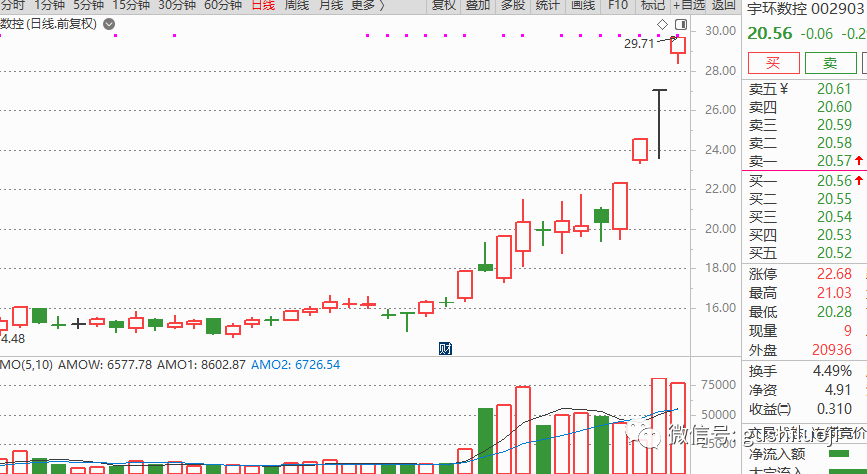 分时 1分钟 5分钟 15分钟 30分钟 60分钟 日线 周线 月线 更多 〉 复权 叠加 多股 统计 画线 F10 标记 +自选 返回
数控 (日线.前复权)
29.71
4.48
30.00
28.00
26.00
24.00
22.00
20.00
18.00
16.00
财
MO(5,10) AMOW: 6577.78 AMO1: 8602.87 AMO2: 6726.54
75000
50000
25000
宇环数控 002903
20.56 -0.06 -0.2
买 卖
卖五 ¥ 20.61
卖四 20.60
卖三 20.59
卖二 20.58
卖一 20.57
买一 20.56
买二 20.55
买三 20.54
买四 20.53
买五 20.52
涨停 22.68
最高 21.03
最低 20.28
现量 9
外盘 20936
换手 4.49%
净资 4.91
收益㈡ 0.310
净流入额
大宗流入
微信号: gushihuoji